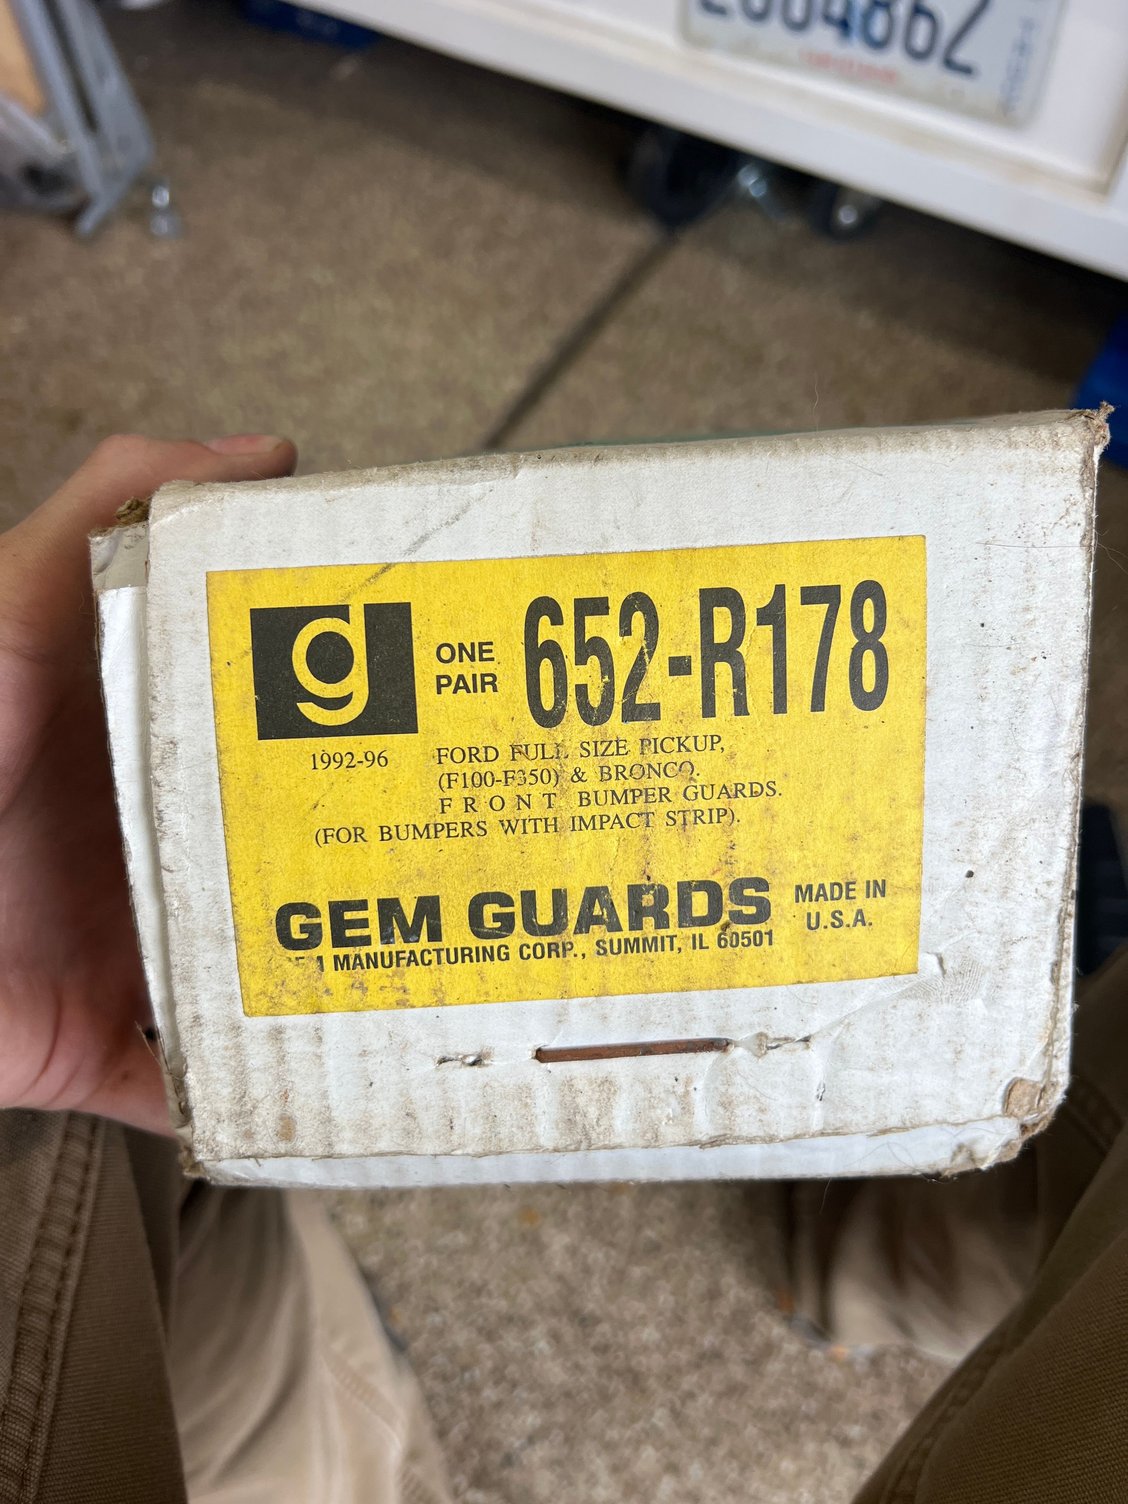 g
ONE
PAIR
652-R178
1992-96
FORD FULL SIZE PICKUP,
(F100-F350) & BRONCO.
FRONT BUMPER GUARDS.
(FOR BUMPERS WITH IMPACT STRIP).
GEM GUARDS
MANUFACTURING CORP., SUMMIT, IL 60501
MADE IN
U.S.A.